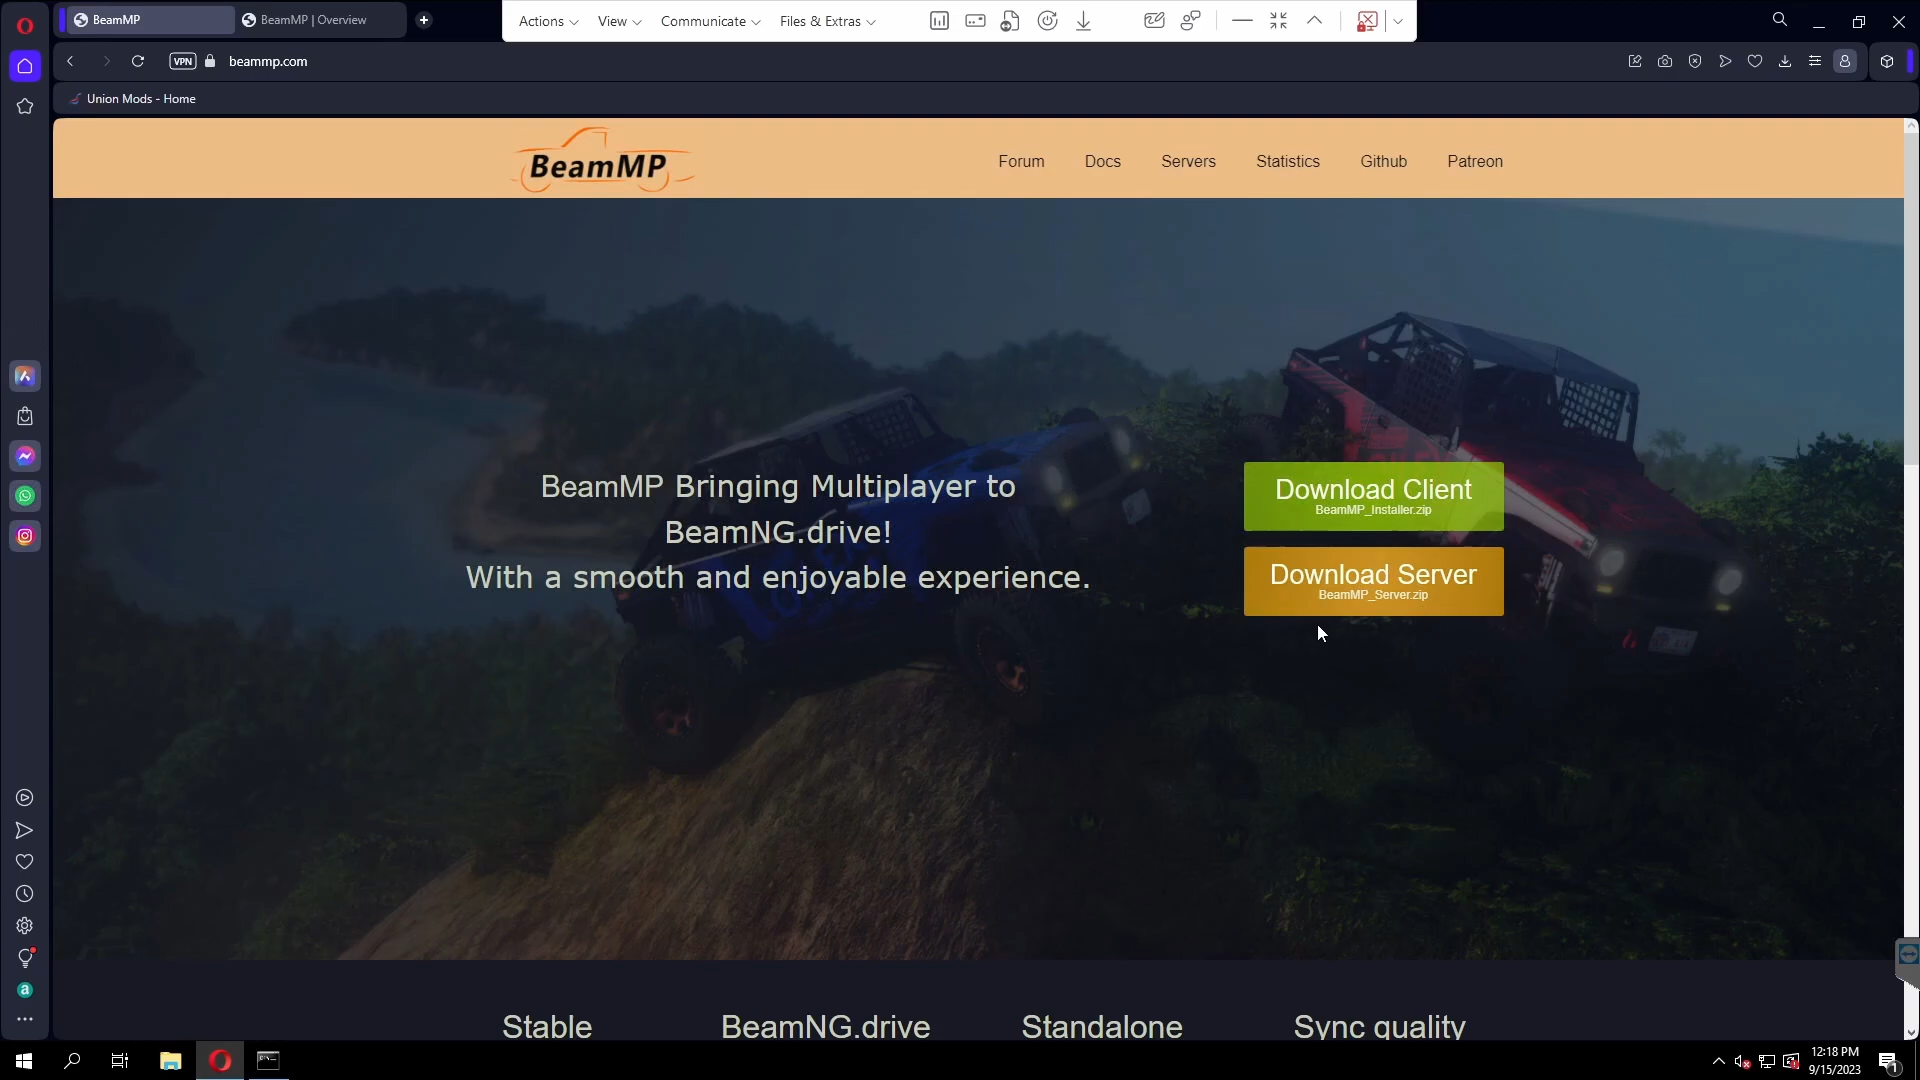 BeamMP
BeamMP | Overview
Actions
View
Communicate
Files & Extras
VPN
beammp.com
Union Mods - Home
BeamMP
Forum
Docs
Servers
Statistics
Github
Patreon
BeamMP Bringing Multiplayer to
BeamNG.drive!
With a smooth and enjoyable experience.
Download Client
BeamMP_Installer.zip
Download Server
BeamMP_Server.zip
Stable
BeamNG.drive
Standalone
Sync quality
12:18 PM
9/15/2023
1